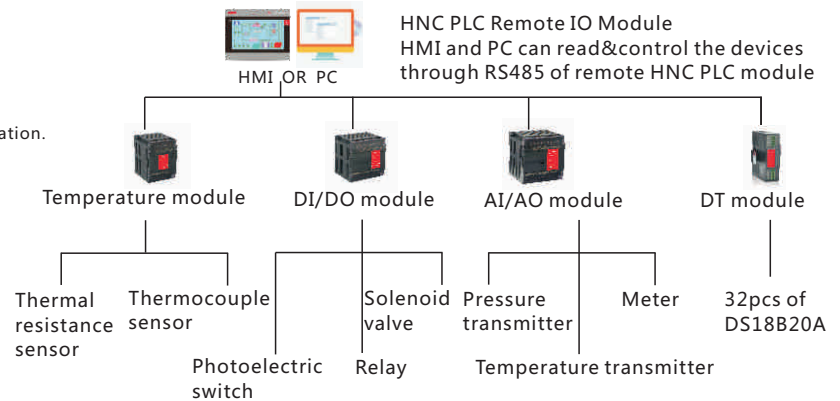 HNC PLC Remote IO Module
HMI and PC can read&control the devices
through RS485 of remote HNC PLC module
HMI OR PC
ation.
Temperature module
DI/DO module
AI/AO module
DT module
Thermal
resistance
sensor
Thermocouple
sensor
Photoelectric
switch
Relay
Solenoid
valve
Pressure
transmitter
Temperature transmitter
Meter
32pcs of
DS18B20A